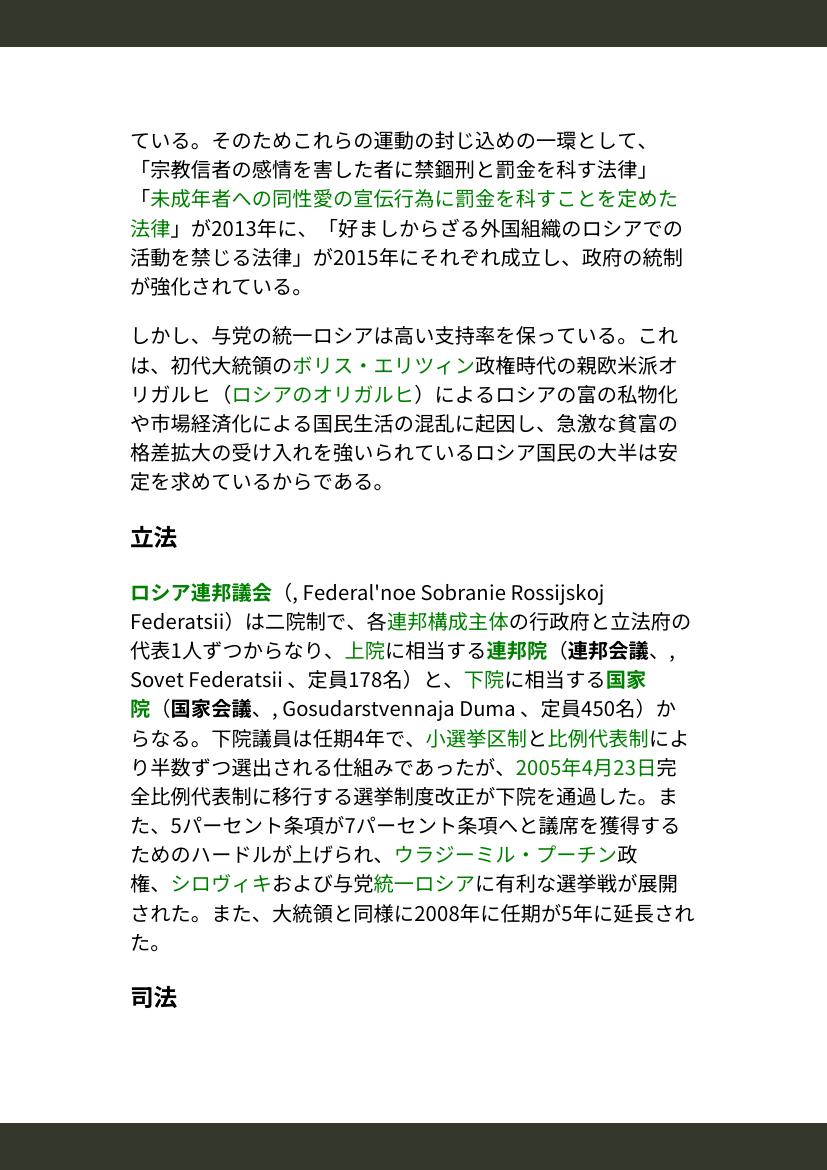 ている。そのためこれらの運動の封じ込めの一環として、
「宗教信者の感情を害した者に禁錮刑と罰金を科す法律」
「未成年者への同性愛の宣伝行為に罰金を科すことを定めた
法律」が2013年に、「好ましからざる外国組織のロシアでの
活動を禁じる法律」が2015年にそれぞれ成立し、政府の統制
が強化されている。
しかし、与党の統一ロシアは高い支持率を保っている。これ
は、初代大統領のボリス・エリツィン政権時代の親欧米派オ
リガルヒ（ロシアのオリガルヒ）によるロシアの富の私物化
や市場経済化による国民生活の混乱に起因し、急激な貧富の
格差拡大の受け入れを強いられているロシア国民の大半は安
定を求めているからである。
立法
ロシア連邦議会（, Federal'noe Sobranie Rossijskoj
Federatsii）は二院制で、各連邦構成主体の行政府と立法府の
代表1人ずつからなり、上院に相当する連邦院（連邦会議、,
Sovet Federatsii 、定員178名）と、下院に相当する国家
院（国家会議、, Gosudarstvennaja Duma 、定員450名）か
らなる。下院議員は任期4年で、小選挙区制と比例代表制によ
り半数ずつ選出される仕組みであったが、2005年4月23日完
全比例代表制に移行する選挙制度改正が下院を通過した。ま
た、5パーセント条項が7パーセント条項へと議席を獲得する
ためのハードルが上げられ、ウラジーミル・プーチン政
権、シロヴィキおよび与党統一ロシアに有利な選挙戦が展開
された。また、大統領と同様に2008年に任期が5年に延長され
た。
司法